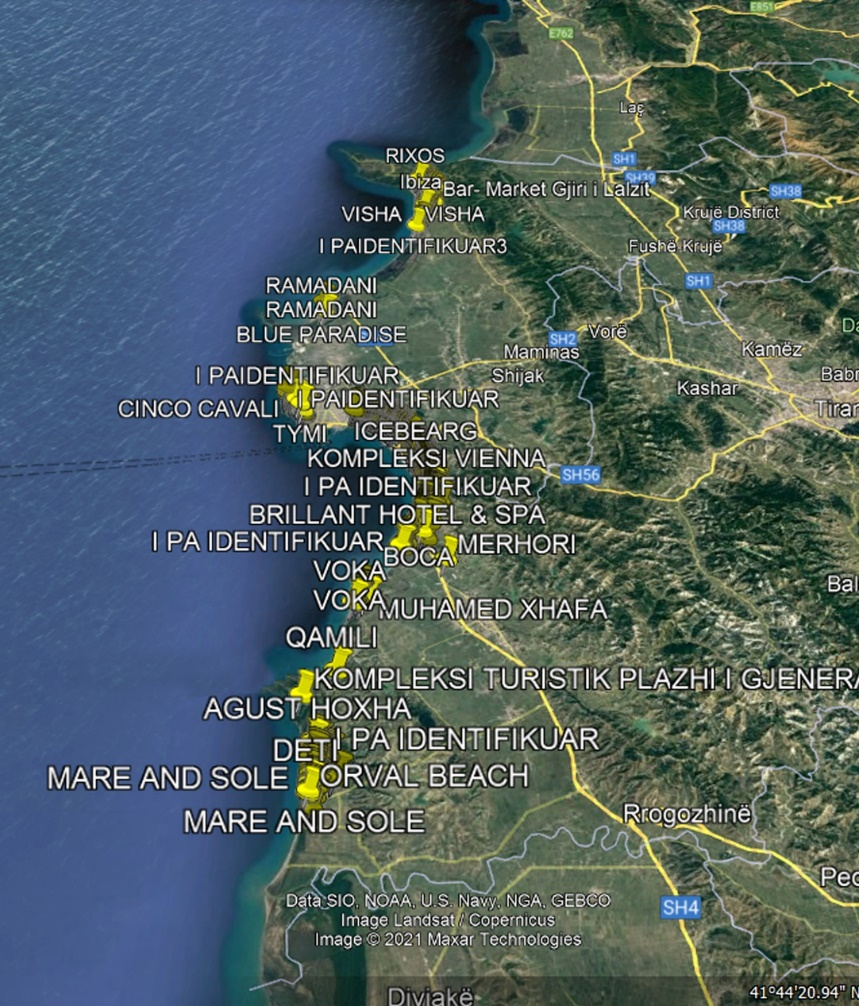 E851
E762
Laç
RIXOS
SH1
SH39
Ibiza
Bar- Market Gjiri i Lalzit
SH38
VISHA
VISHA
Krujë District
SH38
I PAIDENTIFIKUAR3
Fushë Krujë
RAMADANI
SH1
RAMADANI
BLUE PARADISE
Vorë
SH2
Maminas
Kamëz
I PAIDENTIFIKUAR
Shijak
Babr
Kashar
I PAIDENTIFIKUAR
CINCO CAVALI
Tirar
TYMI
ICEBEARG
KOMPLEKSI VIENNA
SH56
I PA IDENTIFIKUAR
BRILLANT HOTEL & SPA
I PA IDENTIFIKUAR
MERHORI
BOCA
VOKA
Bal
VOKA
MUHAMED XHAFA
QAMILI
KOMPLEKSI TURISTIK PLAZHI I GJENERA
AGUST HOXHA
I PA IDENTIFIKUAR
DETI
MARE AND SOLE
ORVAL BEACH
Rrogozhinë
MARE AND SOLE
Peq
Data SIO, NOAA, U.S. Navy, NGA, GEBCO
SH4
Image Landsat / Copernicus
Image © 2021 Maxar Technologies
Divjakë
41°44'20.94" N